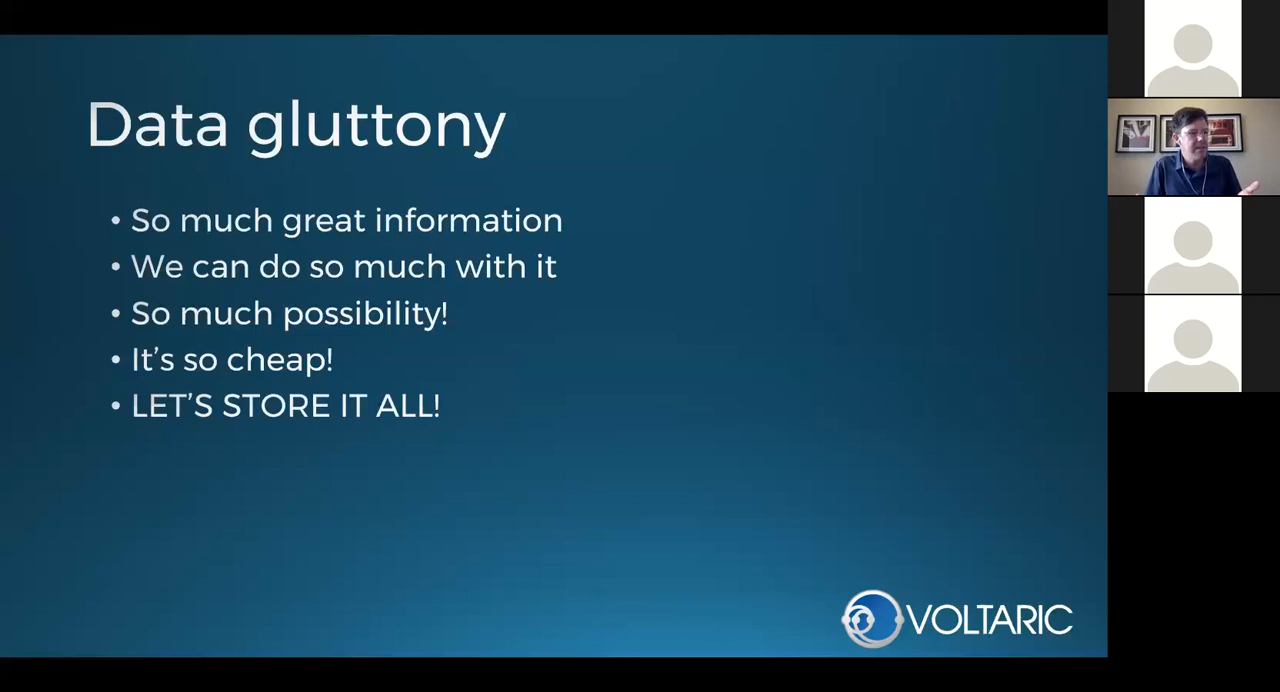 Data gluttony
• So much great information
• We can do so much with it
• So much possibility!
• It’s so cheap!
• LET’S STORE IT ALL!
VOLTARIC